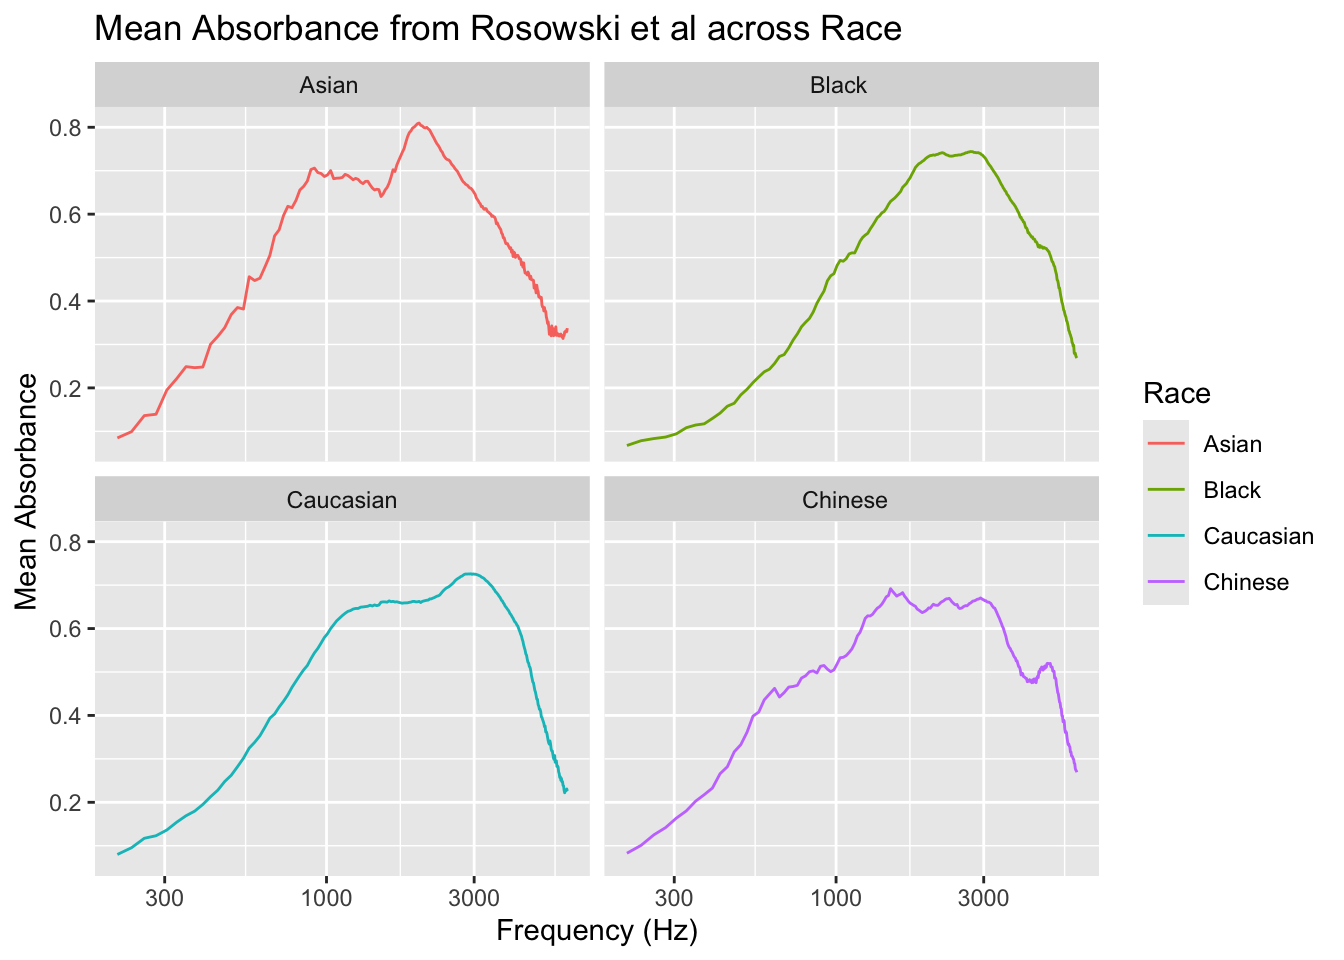 Mean Absorbance from Rosowski et al across Race
Asian
Black
0.8
0.6
0.4
0.2
Caucasian
Chinese
0.8
0.6
0.4
0.2
300
1000
3000
300
1000
3000
Frequency (Hz)
Mean Absorbance
Race
Asian
Black
Caucasian
Chinese